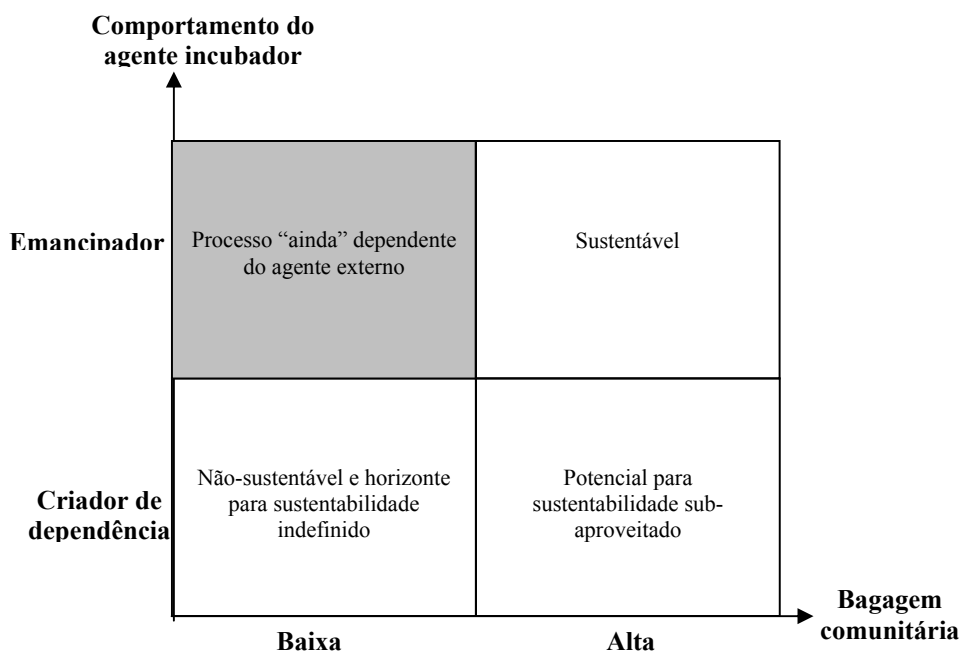 Comportamento do
agente incubador
Emancipador
Processo “ainda” dependente
do agente externo
Sustentável
Criador de
dependência
Não-sustentável e horizonte
para sustentabilidade
indefinido
Potencial para
sustentabilidade sub-
aproveitado
Baixa
Alta
Bagagem
comunitária